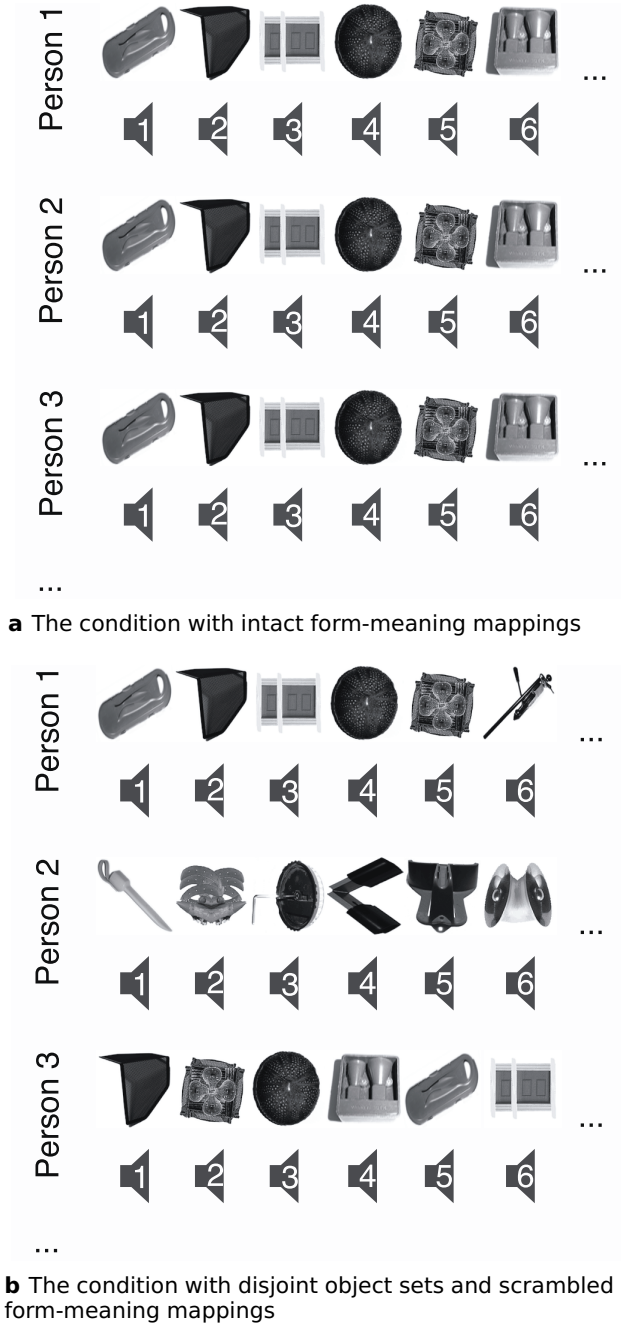 Person 1
...
1 2 3 4 5 6
Person 2
...
1 2 3 4 5 6
Person 3
...
1 2 3 4 5 6
...
a The condition with intact form-meaning mappings
Person 1
...
1 2 3 4 5 6
Person 2
...
1 2 3 4 5 6
Person 3
...
1 2 3 4 5 6
...
b The condition with disjoint object sets and scrambled
form-meaning mappings